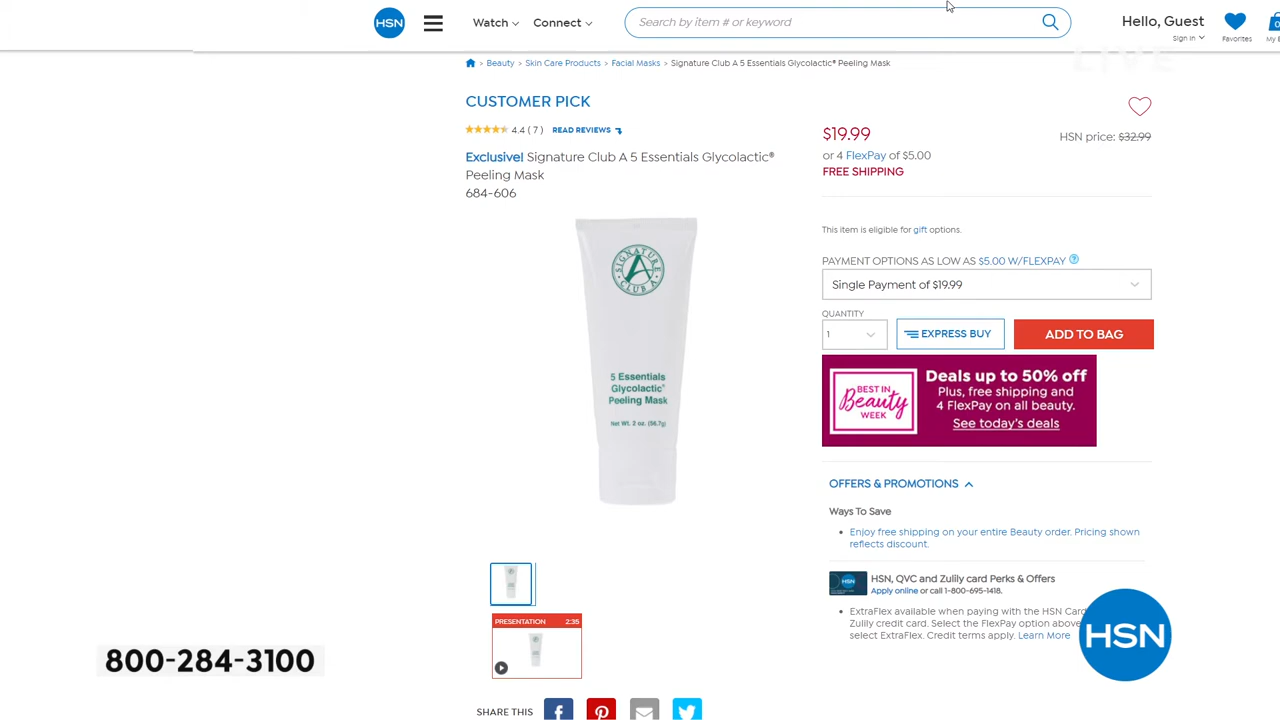 HSN
Watch
Connect
Search by item # or keyword
Hello, Guest
Sign In
Favorites
LIVE
Beauty > Skin Care Products > Facial Masks > Signature Club A 5 Essentials Glycolactic® Peeling Mask
CUSTOMER PICK
4.4 ( 7 ) READ REVIEWS
Exclusive! Signature Club A 5 Essentials Glycolactic®
Peeling Mask
684-606
SIGNATURE
A
CLUB A
5 Essentials
Glycolactic®
Peeling Mask
Net Wt. 2 oz. (56.7g)
PRESENTATION 2:35
SHARE THIS
$19.99
HSN price: $32.99
or 4 FlexPay of $5.00
FREE SHIPPING
This item is eligible for gift options.
PAYMENT OPTIONS AS LOW AS $5.00 W/FLEXPAY ?
Single Payment of $19.99
QUANTITY
1
EXPRESS BUY
ADD TO BAG
BEST IN
Beauty
WEEK
Deals up to 50% off
Plus, free shipping and
4 FlexPay on all beauty.
See today's deals
OFFERS & PROMOTIONS
Ways To Save
• Enjoy free shipping on your entire Beauty order. Pricing shown
reflects discount.
HSN
HSN, QVC and Zulily card Perks & Offers
Apply online or call 1-800-695-1418.
• ExtraFlex available when paying with the HSN Card
Zulily credit card. Select the FlexPay option above
select ExtraFlex. Credit terms apply. Learn More
HSN
800-284-3100